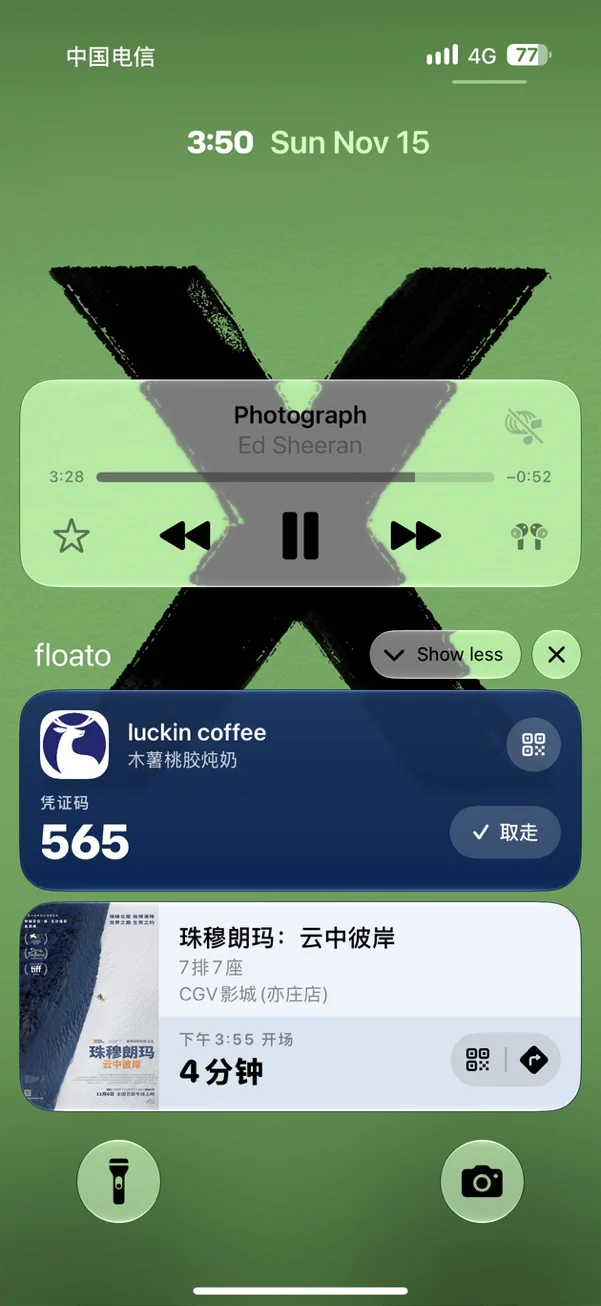 中国电信
4G 77
3:50 Sun Nov 15
Photograph
Ed Sheeran
3:28
−0:52
floato
Show less
luckin coffee
木薯桃胶炖奶
凭证码
565
取走
珠穆朗玛：云中彼岸
7排7座
CGV影城(亦庄店)
下午3:55 开场
4分钟
tiff
珠穆朗玛
云中彼岸